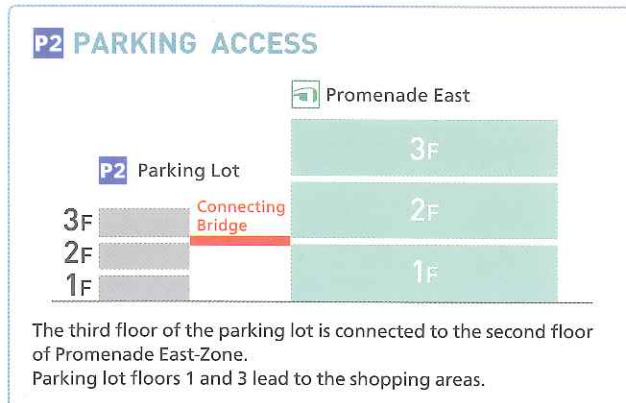 P2 PARKING ACCESS
Promenade East
3F
P2 Parking Lot
2F
Connecting
Bridge
3F
2F
1F
1F
The third floor of the parking lot is connected to the second floor
of Promenade East-Zone.
Parking lot floors 1 and 3 lead to the shopping areas.